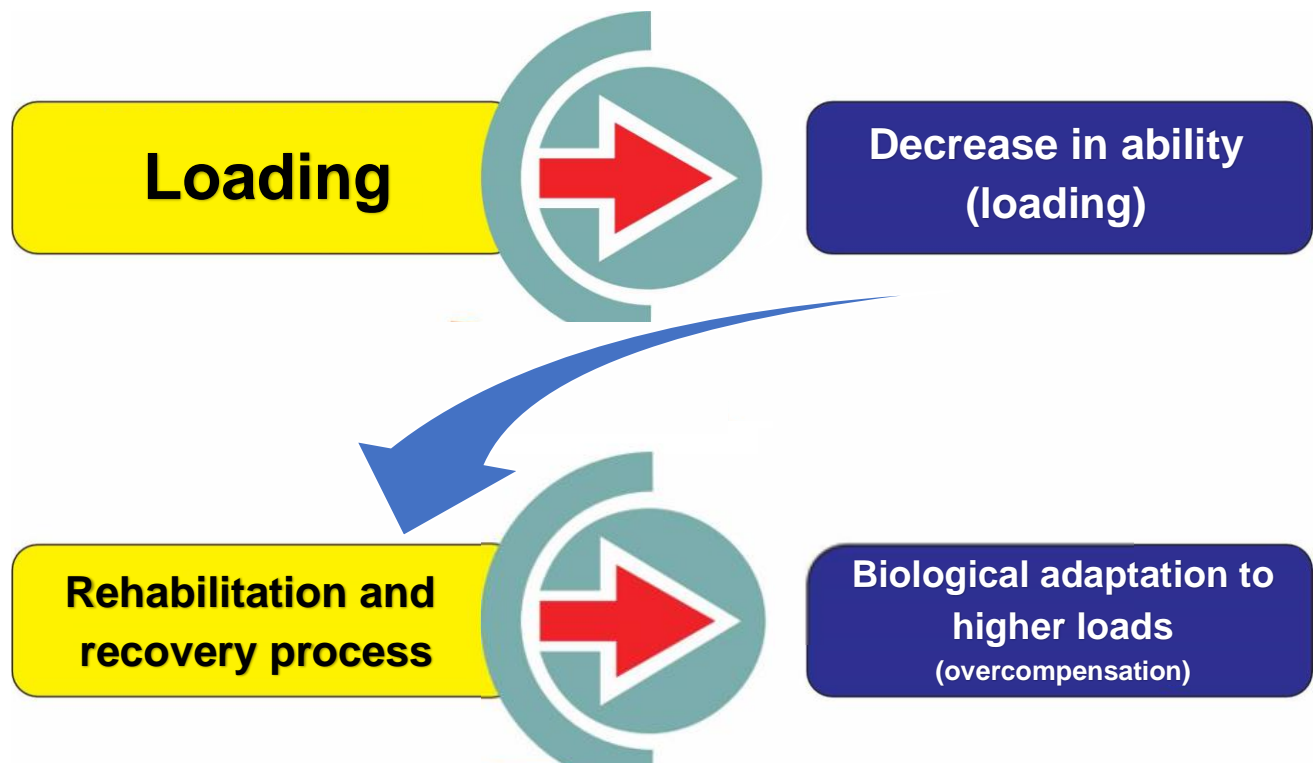 Loading
Decrease in ability
(loading)
Rehabilitation and
recovery process
Biological adaptation to
higher loads
(overcompensation)